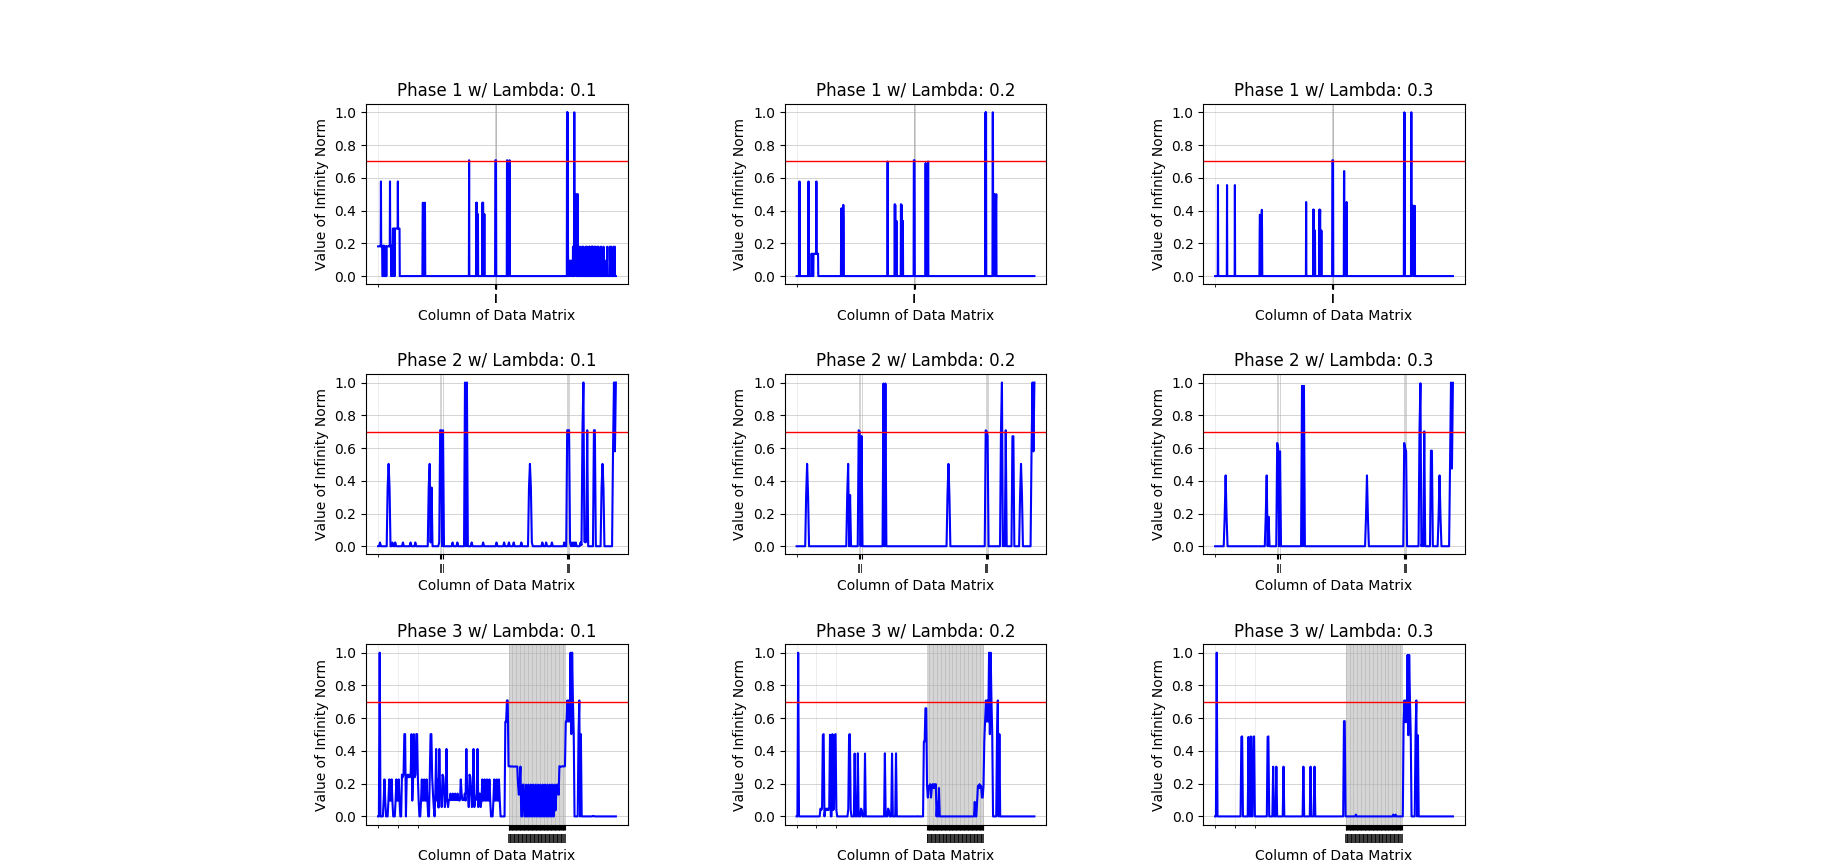 Phase 1 w/ Lambda: 0.1
Value of Infinity Norm
1.0
0.8
0.6
0.4
0.2
0.0
Column of Data Matrix
Phase 1 w/ Lambda: 0.2
Value of Infinity Norm
1.0
0.8
0.6
0.4
0.2
0.0
Column of Data Matrix
Phase 1 w/ Lambda: 0.3
Value of Infinity Norm
1.0
0.8
0.6
0.4
0.2
0.0
Column of Data Matrix
Phase 2 w/ Lambda: 0.1
Value of Infinity Norm
1.0
0.8
0.6
0.4
0.2
0.0
Column of Data Matrix
Phase 2 w/ Lambda: 0.2
Value of Infinity Norm
1.0
0.8
0.6
0.4
0.2
0.0
Column of Data Matrix
Phase 2 w/ Lambda: 0.3
Value of Infinity Norm
1.0
0.8
0.6
0.4
0.2
0.0
Column of Data Matrix
Phase 3 w/ Lambda: 0.1
Value of Infinity Norm
1.0
0.8
0.6
0.4
0.2
0.0
Column of Data Matrix
Phase 3 w/ Lambda: 0.2
Value of Infinity Norm
1.0
0.8
0.6
0.4
0.2
0.0
Column of Data Matrix
Phase 3 w/ Lambda: 0.3
Value of Infinity Norm
1.0
0.8
0.6
0.4
0.2
0.0
Column of Data Matrix